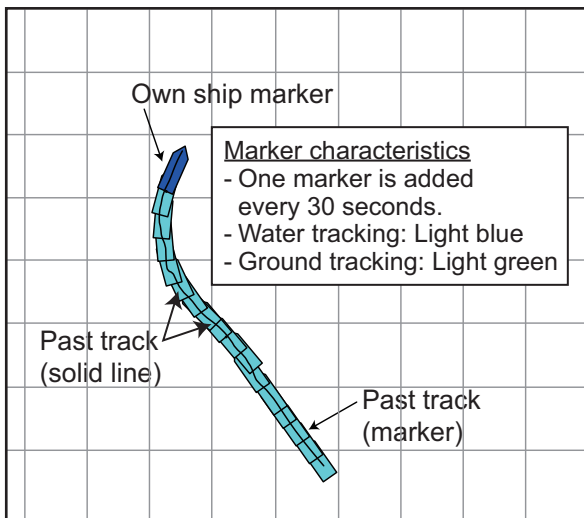 Own ship marker
Marker characteristics
- One marker is added
every 30 seconds.
- Water tracking: Light blue
- Ground tracking: Light green
Past track
(solid line)
Past track
(marker)